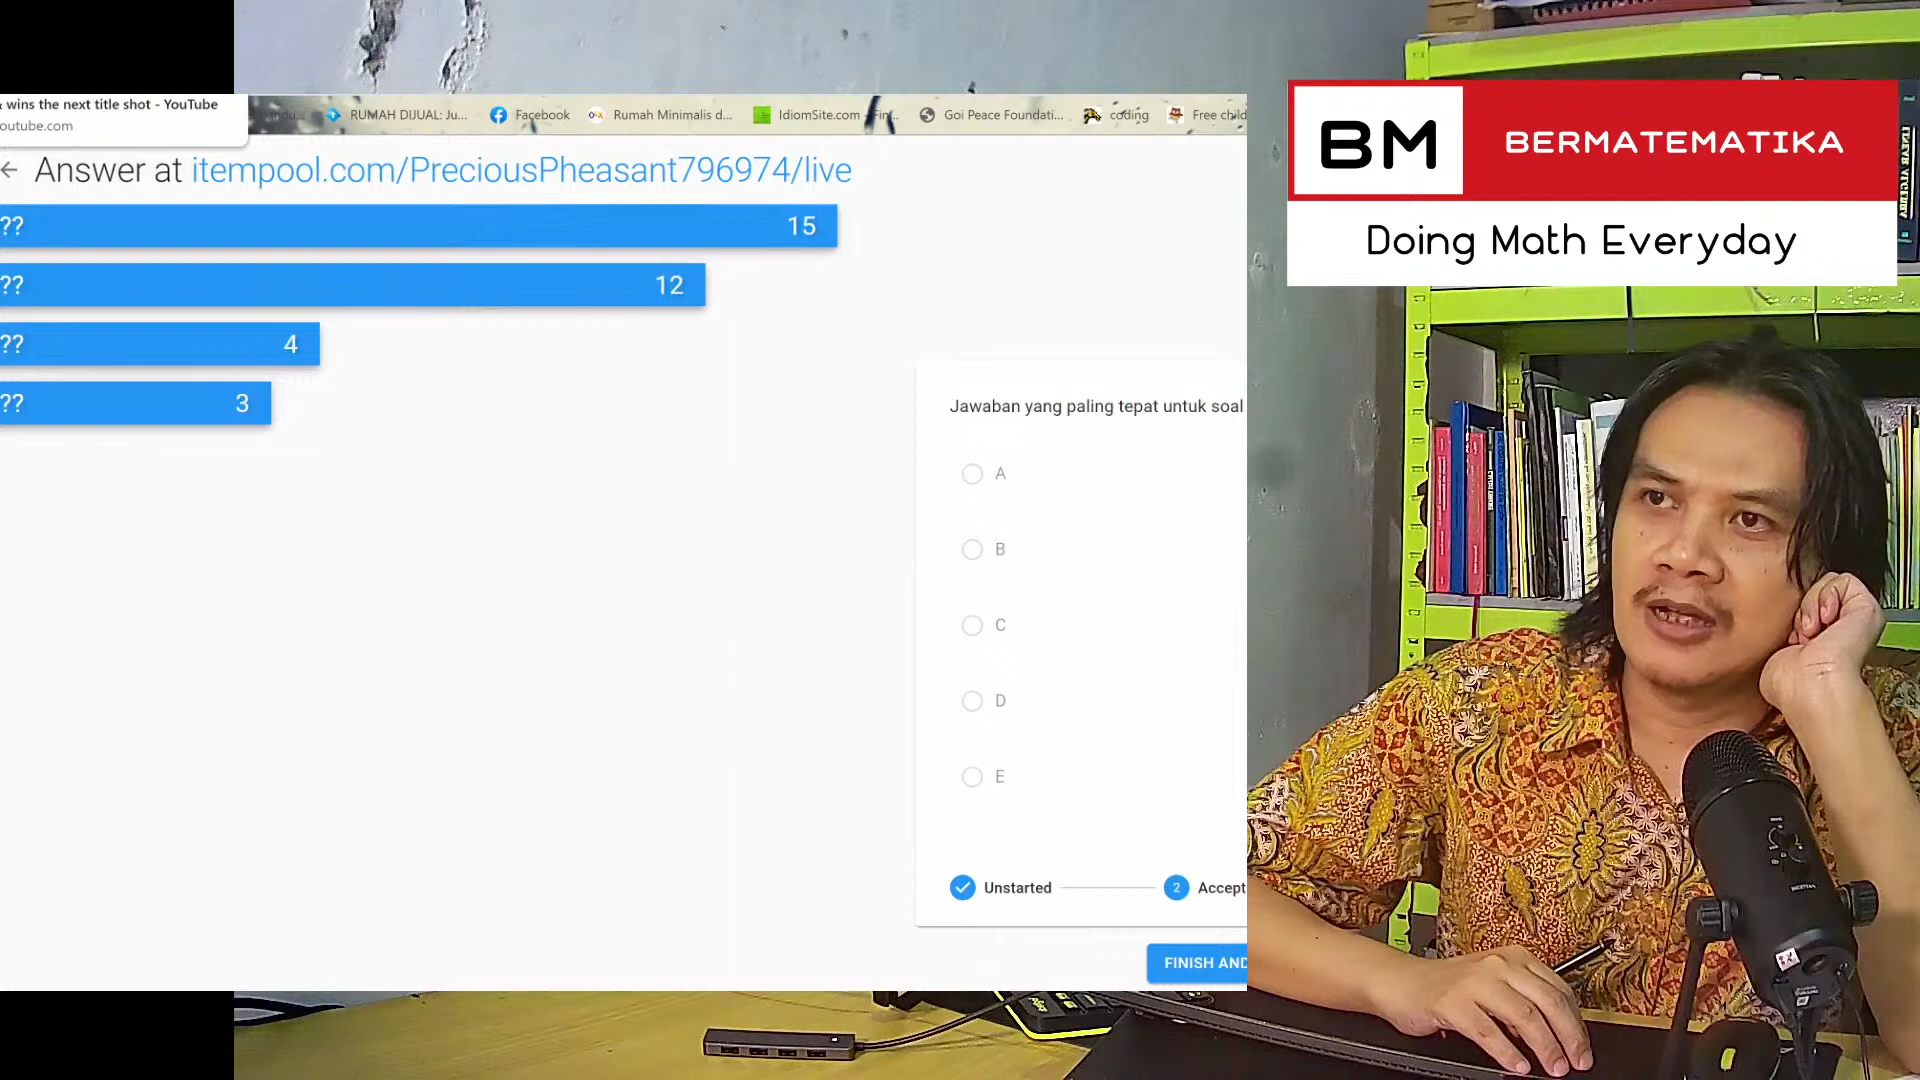 wins the next title shot - YouTube
outube.com
RUMAH DIJUAL: Ju...
Facebook
Rumah Minimalis d...
IdiomSite.com - Fin...
Goi Peace Foundati...
coding
Free child
Answer at itempool.com/PreciousPheasant796974/live
?? 15
?? 12
?? 4
?? 3
Jawaban yang paling tepat untuk soal
A
B
C
D
E
Unstarted
2 Accept
FINISH AND
BM BERMATEMATIKA
Doing Math Everyday